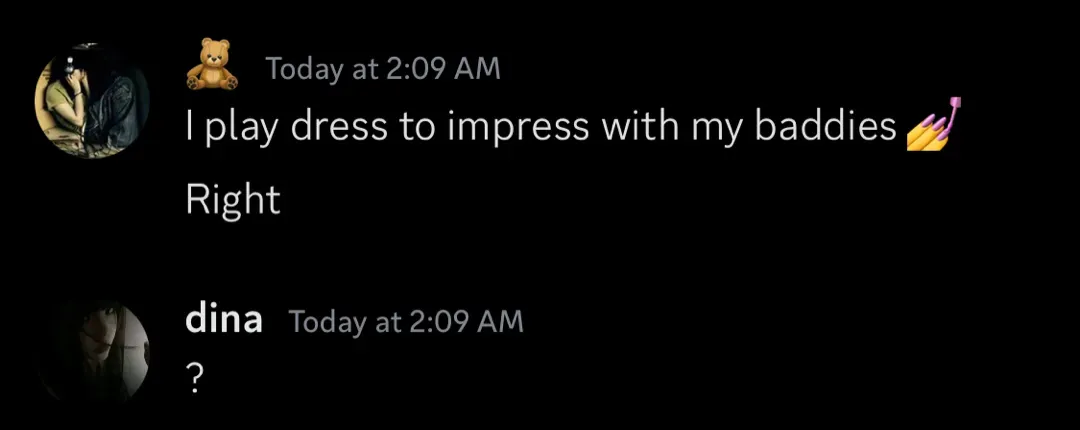 🧸 Today at 2:09 AM
I play dress to impress with my baddies 💅
Right
dina Today at 2:09 AM
?